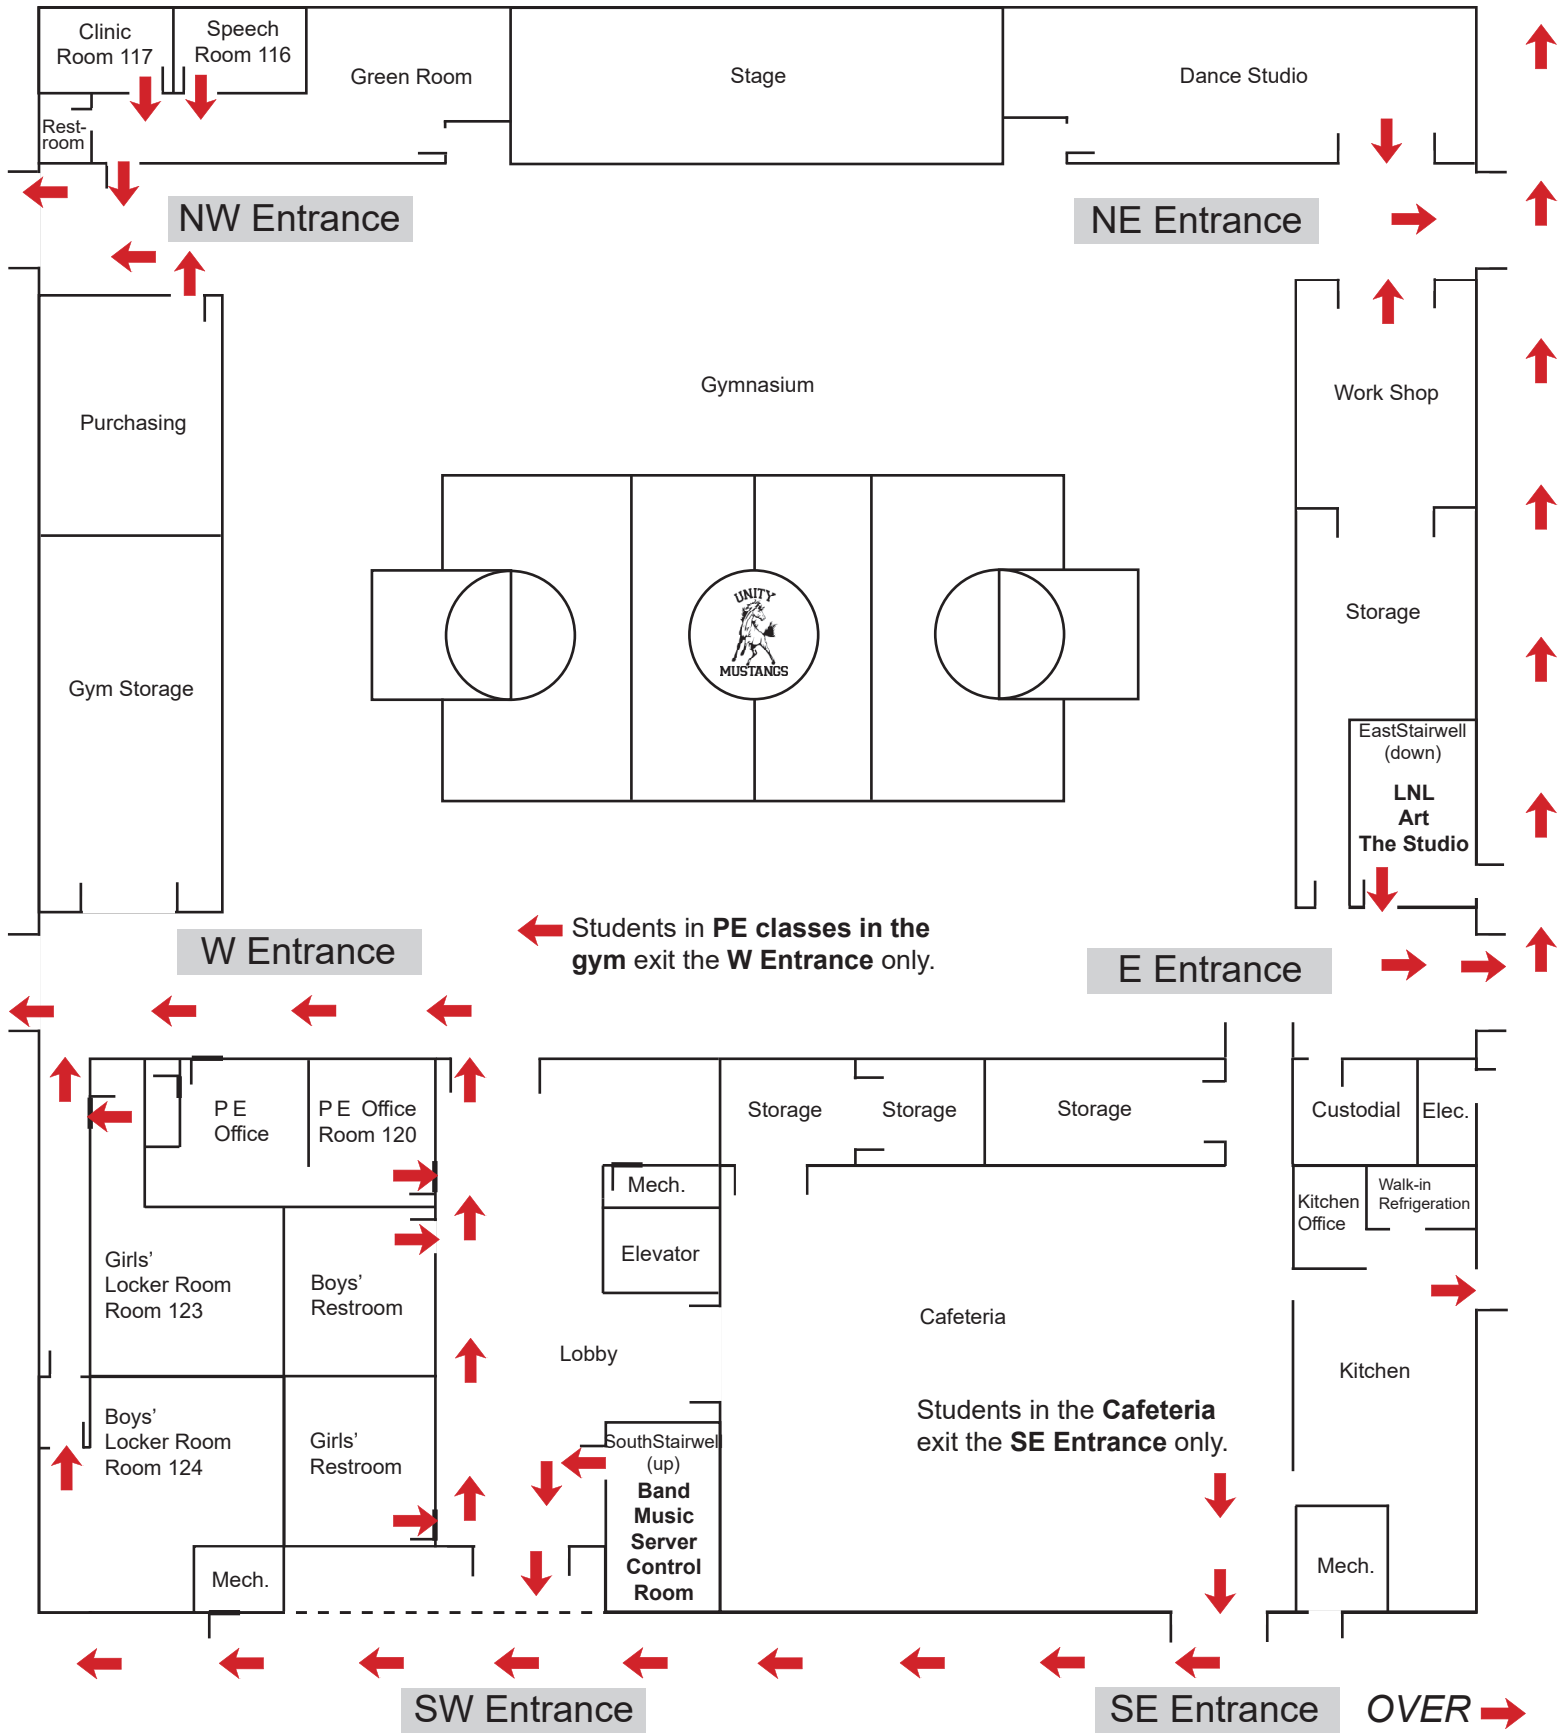 Clinic
Room 117
Speech
Room 116
Green Room
Stage
Dance Studio
Rest-
room
NW Entrance
NE Entrance
Gymnasium
Purchasing
Work Shop
UNITY
MUSTANGS
Storage
Gym Storage
EastStairwell
(down)
LNL
Art
The Studio
W Entrance
Students in PE classes in the
gym exit the W Entrance only.
E Entrance
P E
Office
P E Office
Room 120
Storage
Storage
Storage
Custodial
Elec.
Mech.
Kitchen
Office
Walk-in
Refrigeration
Elevator
Girls’
Locker Room
Room 123
Boys’
Restroom
Lobby
Cafeteria
Kitchen
Boys’
Locker Room
Room 124
Girls’
Restroom
SouthStairwell
(up)
Band
Music
Server
Control
Room
Students in the Cafeteria
exit the SE Entrance only.
Mech.
Mech.
SW Entrance
SE Entrance
OVER